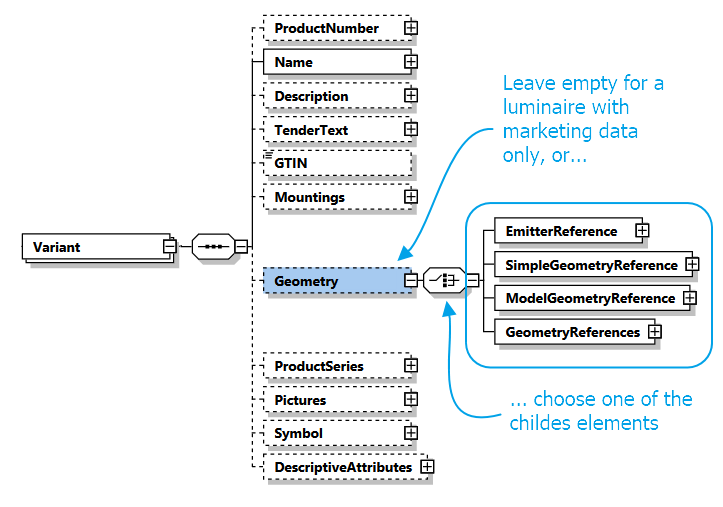 ProductNumber
Name
Description
TenderText
GTIN
Mountings
Leave empty for a
luminaire with
marketing data
only, or...
Variant
Geometry
EmitterReference
SimpleGeometryReference
ModelGeometryReference
GeometryReferences
ProductSeries
Pictures
Symbol
DescriptiveAttributes
... choose one of the
childes elements